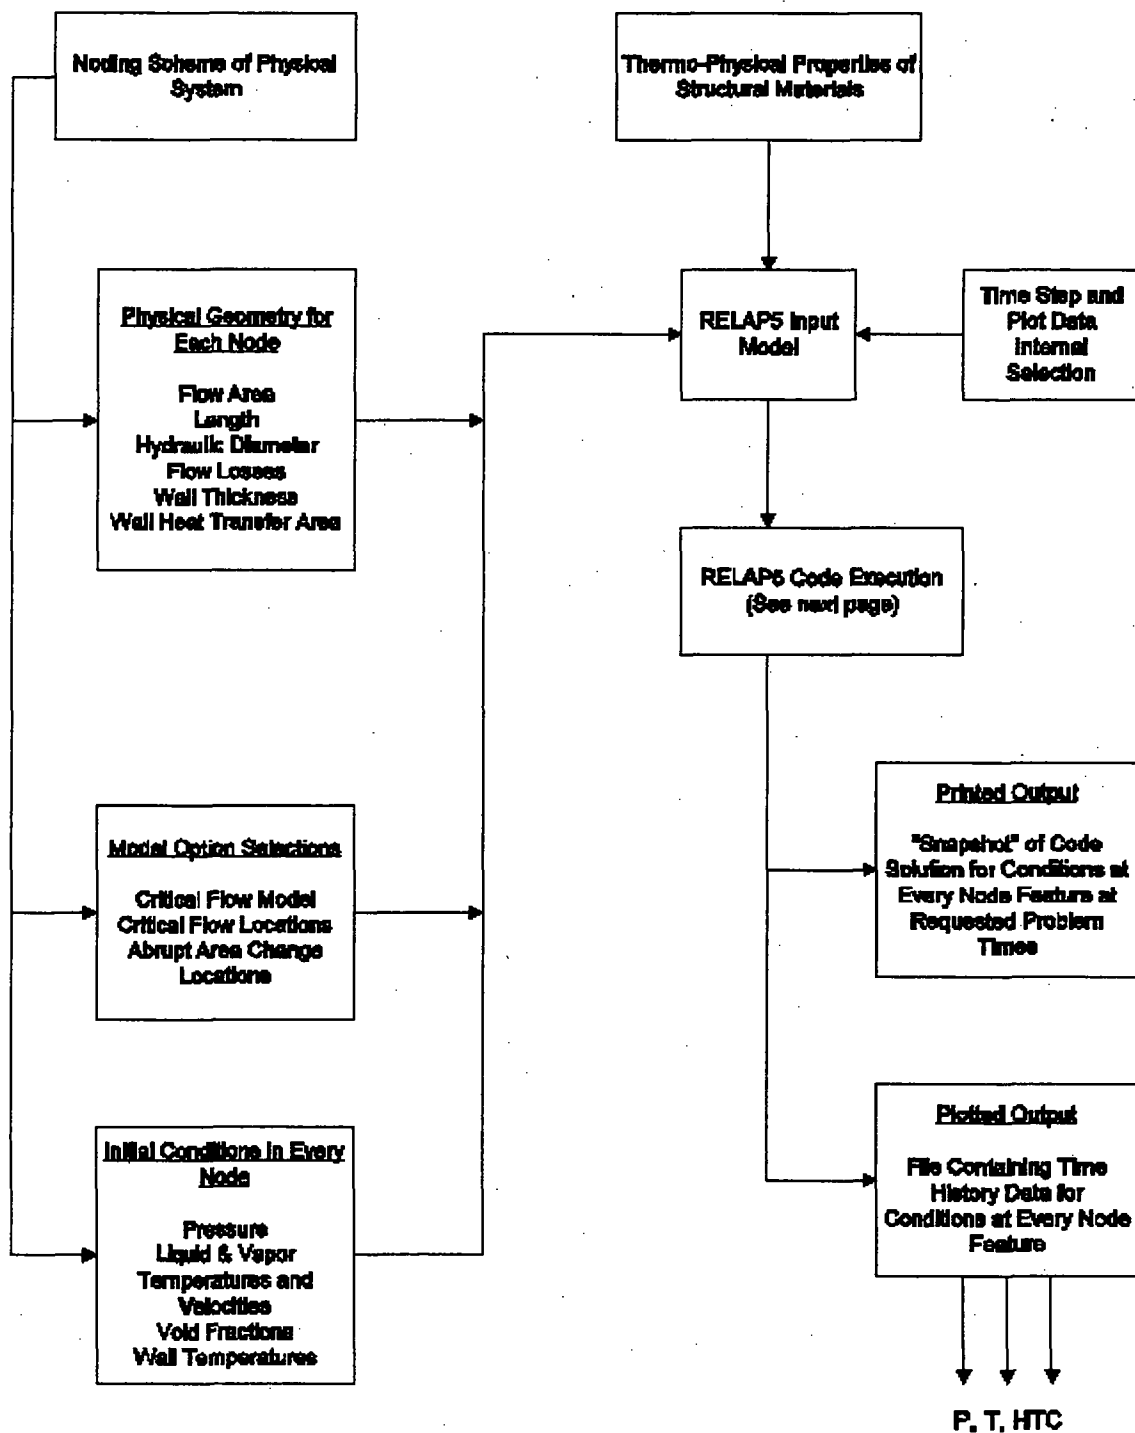 Noding Scheme of Physical
System
Thermo-Physical Properties of
Structural Materials
Physical Geometry for
Each Node
Flow Area
Length
Hydraulic Diameter
Flow Losses
Wall Thickness
Wall Heat Transfer Area
RELAP5 Input
Model
Time Step and
Plot Data
Internal
Selection
RELAP5 Code Execution
(See next page)
Model Option Selections
Critical Flow Model
Critical Flow Locations
Abrupt Area Change
Locations
Printed Output
"Snapshot" of Code
Solution for Conditions at
Every Node Feature at
Requested Problem
Times
Initial Conditions in Every
Node
Pressure
Liquid & Vapor
Temperatures and
Velocities
Void Fractions
Wall Temperatures
Plotted Output
File Containing Time
History Data for
Conditions at Every Node
Feature
P, T, HTC